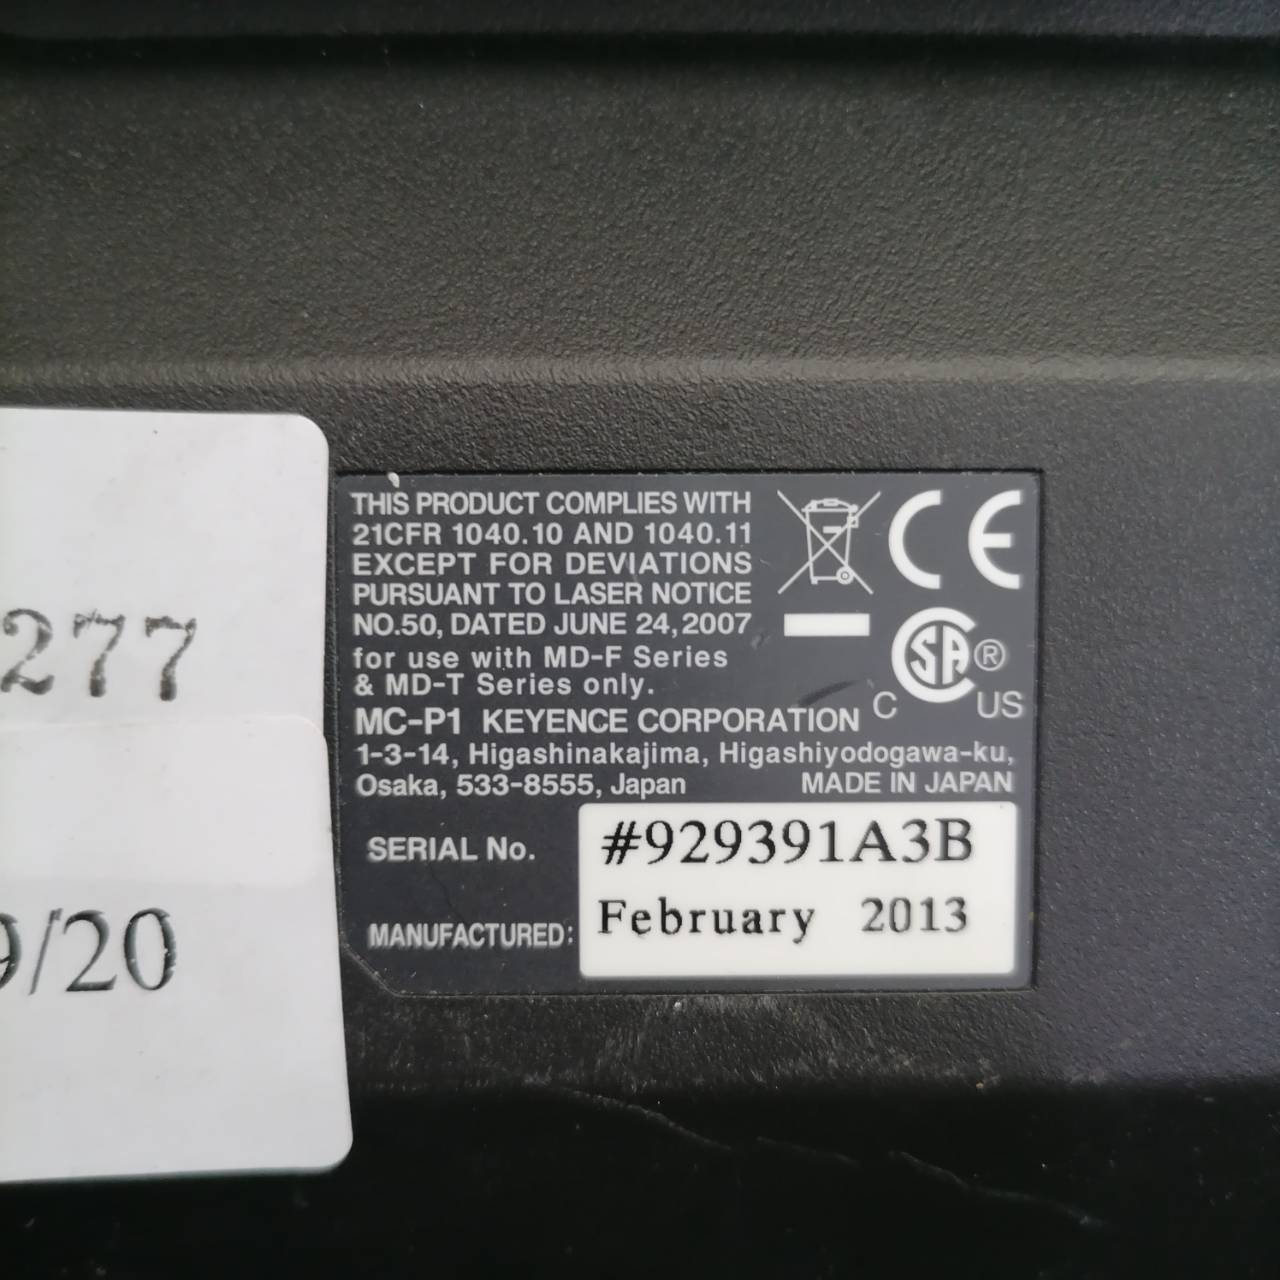 277
9/20
THIS PRODUCT COMPLIES WITH
21CFR 1040.10 AND 1040.11
EXCEPT FOR DEVIATIONS
PURSUANT TO LASER NOTICE
NO.50, DATED JUNE 24,2007
for use with MD-F Series
& MD-T Series only.
CE
CSA®
C US
MC-P1 KEYENCE CORPORATION
1-3-14, Higashinakajima, Higashiyodogawa-ku,
Osaka, 533-8555, Japan MADE IN JAPAN
SERIAL No. #929391A3B
MANUFACTURED: February 2013